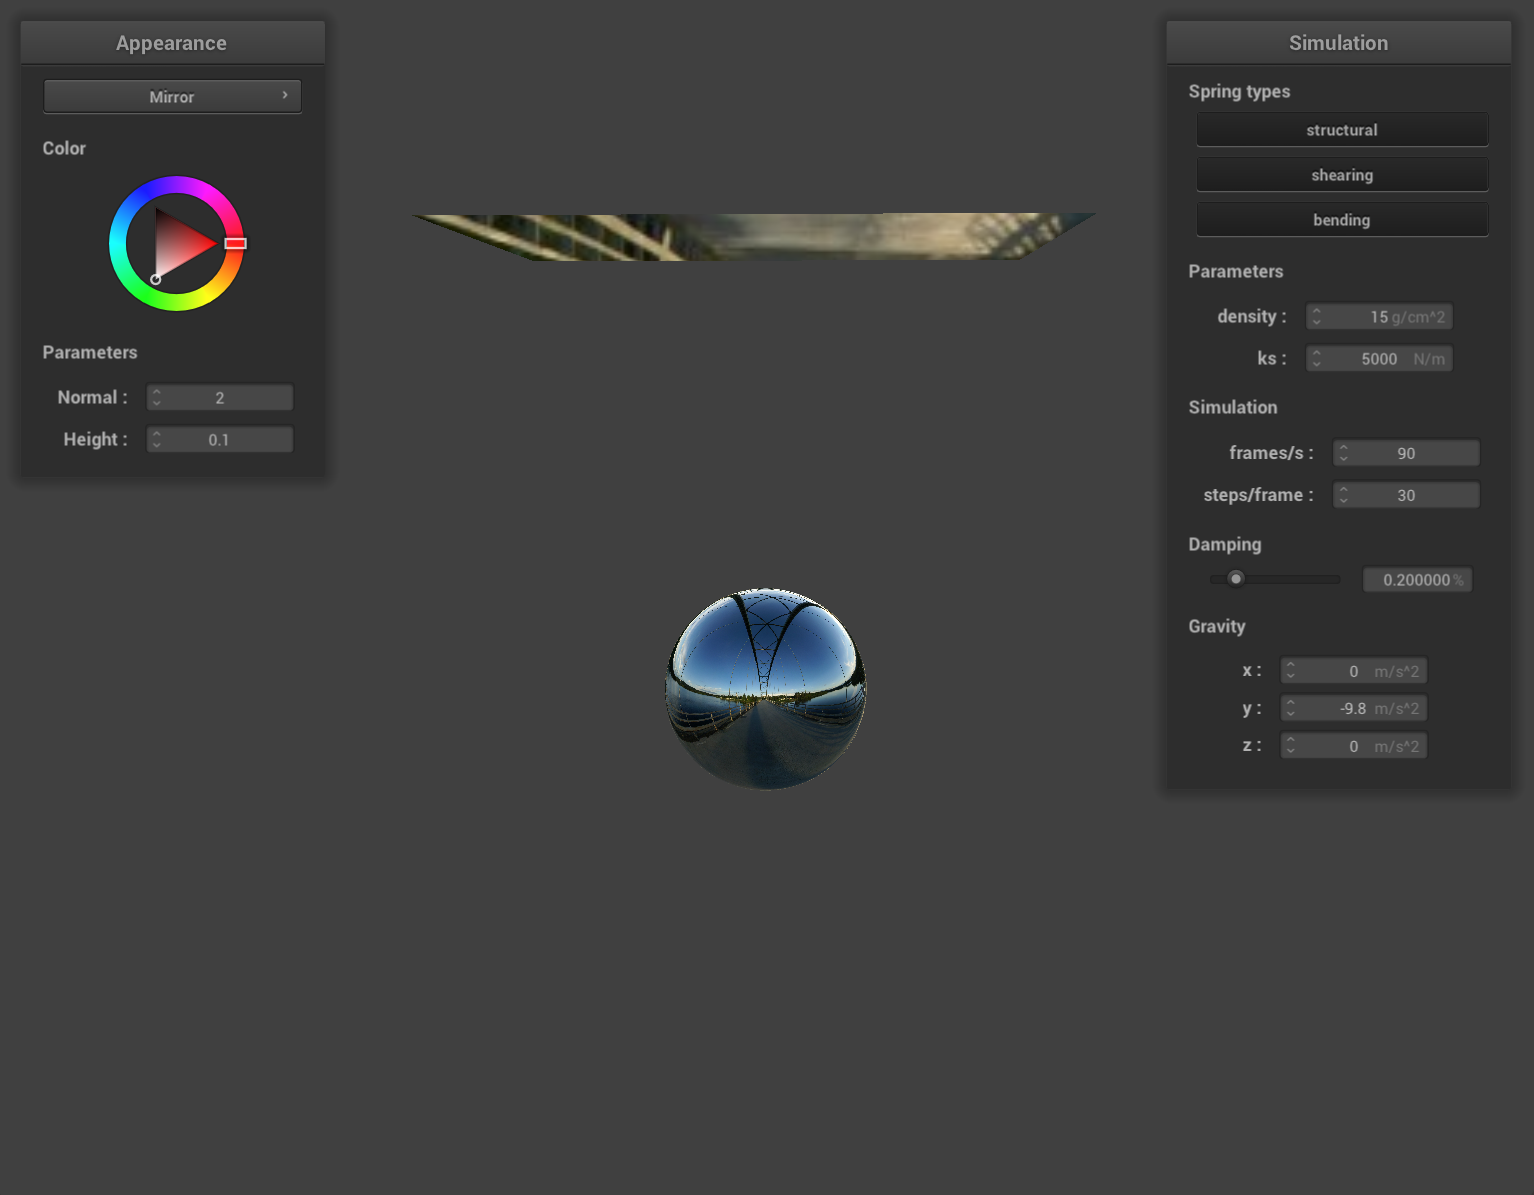 Appearance
Mirror
Color
Parameters
Normal : 2
Height : 0.1
Simulation
Spring types
structural
shearing
bending
Parameters
density : 15 g/cm^2
ks : 5000 N/m
Simulation
frames/s : 90
steps/frame : 30
Damping
0.200000 %
Gravity
x : 0 m/s^2
y : -9.8 m/s^2
z : 0 m/s^2